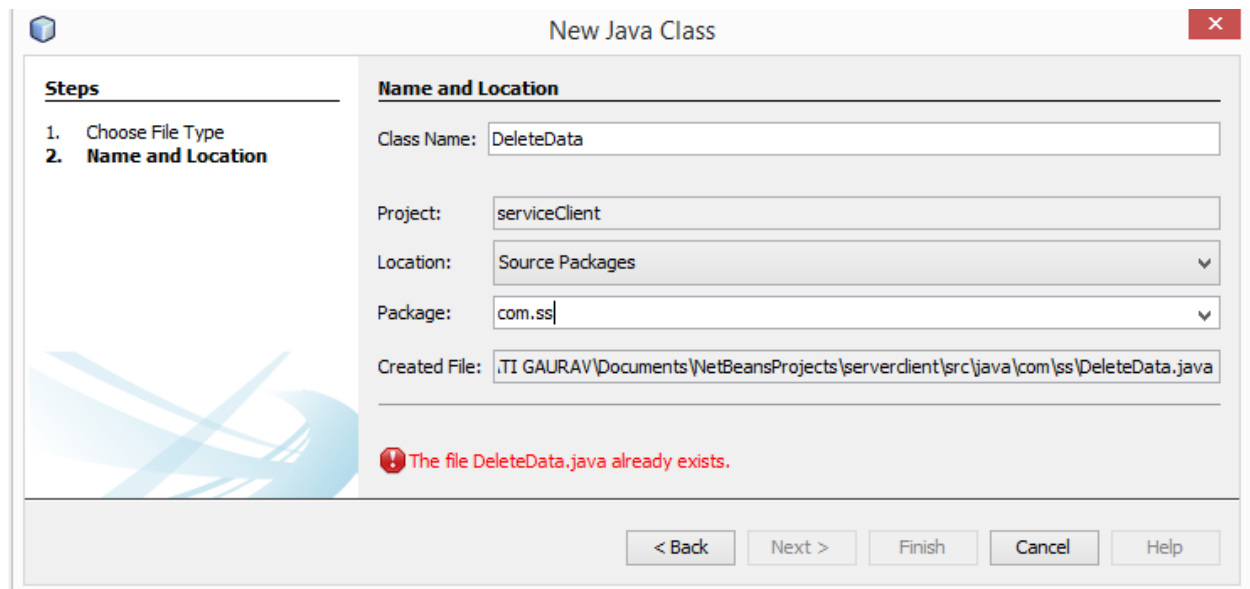 New Java Class
Steps
1. Choose File Type
2. Name and Location
Name and Location
Class Name: DeleteData
Project: serviceClient
Location: Source Packages
Package: com.ss
Created File: .TI GAURAV\Documents\NetBeansProjects\serverclient\src\java\com\ss\DeleteData.java
The file DeleteData.java already exists.
< Back Next > Finish Cancel Help